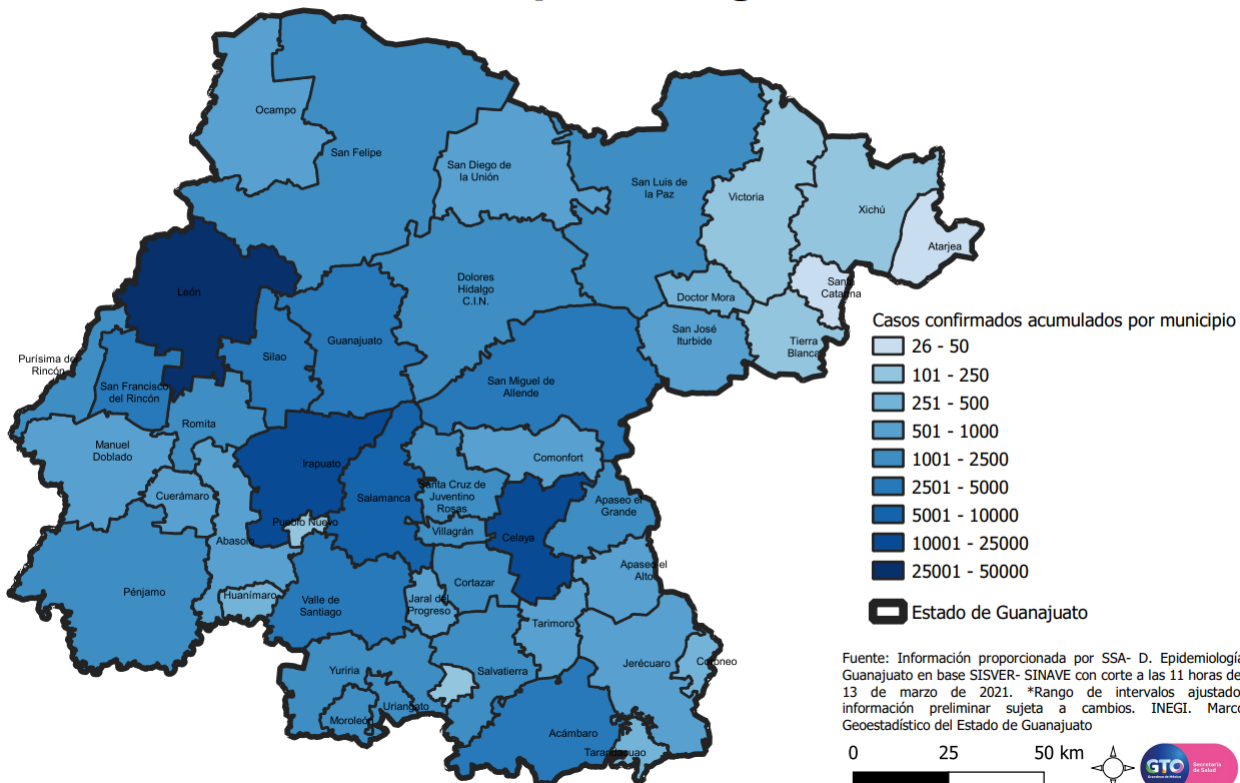 Ocampo
San Felipe
San Diego de
la Unión
San Luis de
la Paz
Victoria
Xichú
Atarjea
León
Dolores
Hidalgo
C.I.N.
Doctor Mora
Santa
Catarina
Guanajuato
Silao
San José
Iturbide
Tierra
Blanca
Purísima del
Rincón
San Francisco
del Rincón
San Miguel de
Allende
Romita
Manuel
Doblado
Irapuato
Comonfort
Cuerámaro
Salamanca
Santa Cruz de
Juventino
Rosas
Apaseo el
Grande
Pueblo Nuevo
Villagrán
Celaya
Abasolo
Apaseo el
Alto
Pénjamo
Huanímaro
Valle de
Santiago
Jaral del
Progreso
Cortazar
Tarimoro
Jerécuaro
Coroneo
Yuriria
Salvatierra
Moroleón
Uriangato
Acámbaro
Tarandacuao
Casos confirmados acumulados por municipio
26 - 50
101 - 250
251 - 500
501 - 1000
1001 - 2500
2501 - 5000
5001 - 10000
10001 - 25000
25001 - 50000
Estado de Guanajuato
Fuente: Información proporcionada por SSA- D. Epidemiología
Guanajuato en base SISVER- SINAVE con corte a las 11 horas de
13 de marzo de 2021. *Rango de intervalos ajustado
información preliminar sujeta a cambios. INEGI. Marco
Geoestadístico del Estado de Guanajuato
0 25 50 km
GTO
Secretaría
de Salud